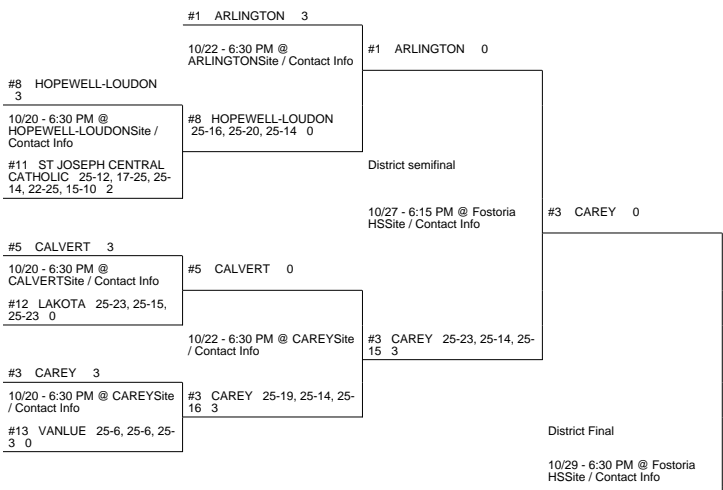 #1 ARLINGTON 3
10/22 - 6:30 PM @
ARLINGTONSite / Contact Info
#1 ARLINGTON 0
#8 HOPEWELL-LOUDON
3
10/20 - 6:30 PM @
HOPEWELL-LOUDONSite /
Contact Info
#8 HOPEWELL-LOUDON
25-16, 25-20, 25-14 0
#11 ST JOSEPH CENTRAL
CATHOLIC 25-12, 17-25, 25-
14, 22-25, 15-10 2
District semifinal
10/27 - 6:15 PM @ Fostoria
HSSite / Contact Info
#3 CAREY 0
#5 CALVERT 3
10/20 - 6:30 PM @
CALVERTSite / Contact Info
#5 CALVERT 0
#12 LAKOTA 25-23, 25-15,
25-23 0
10/22 - 6:30 PM @ CAREYSite
/ Contact Info
#3 CAREY 25-23, 25-14, 25-
15 3
#3 CAREY 3
10/20 - 6:30 PM @ CAREYSite
/ Contact Info
#3 CAREY 25-19, 25-14, 25-
16 3
#13 VANLUE 25-6, 25-6, 25-
3 0
District Final
10/29 - 6:30 PM @ Fostoria
HSSite / Contact Info